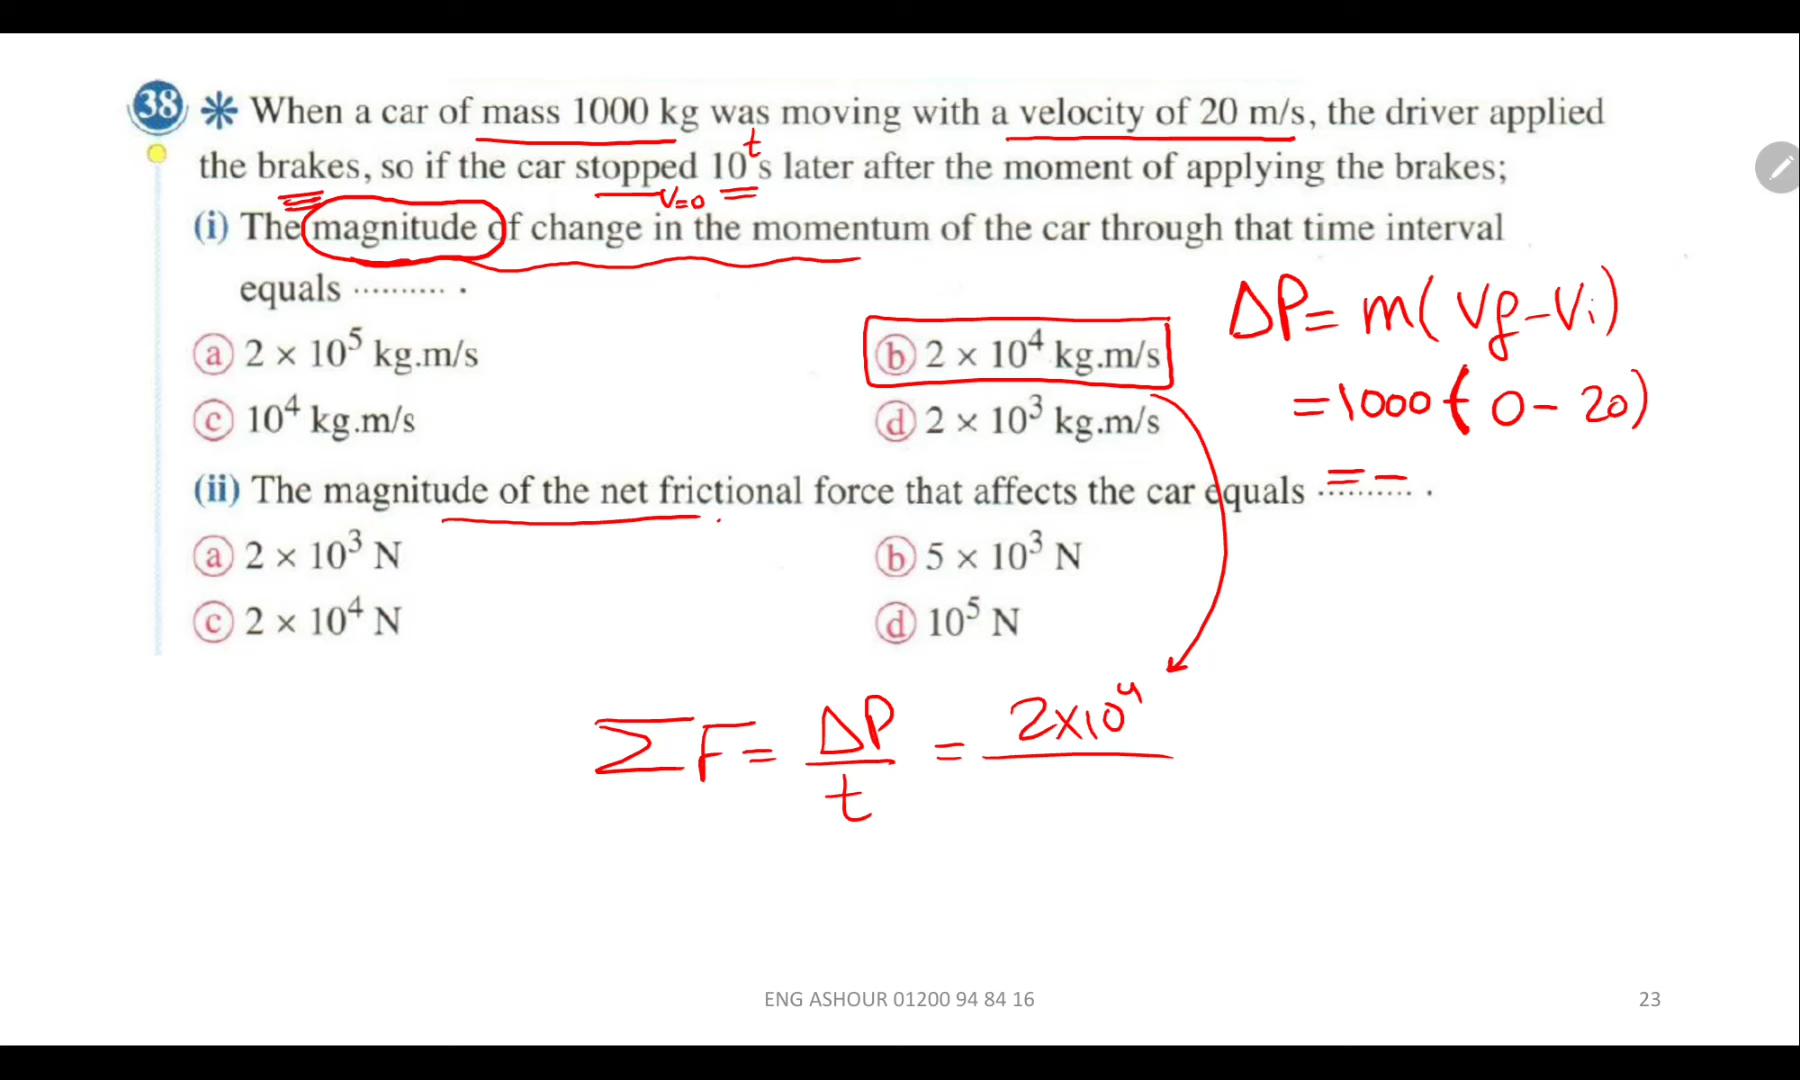 38 * When a car of mass 1000 kg was moving with a velocity of 20 m/s, the driver applied
t
the brakes, so if the car stopped 10 s later after the moment of applying the brakes;
V=0
(i) The magnitude of change in the momentum of the car through that time interval
equals .......... .
ΔP = m(Vf-Vi)
a 2 × 10⁵ kg.m/s
b 2 × 10⁴ kg.m/s
= 1000 (0 - 20)
c 10⁴ kg.m/s
d 2 × 10³ kg.m/s
= -
(ii) The magnitude of the net frictional force that affects the car equals .......... .
a 2 × 10³ N
b 5 × 10³ N
c 2 × 10⁴ N
d 10⁵ N
ΣF = ΔP/t = 2×10⁴
ENG ASHOUR 01200 94 84 16
23